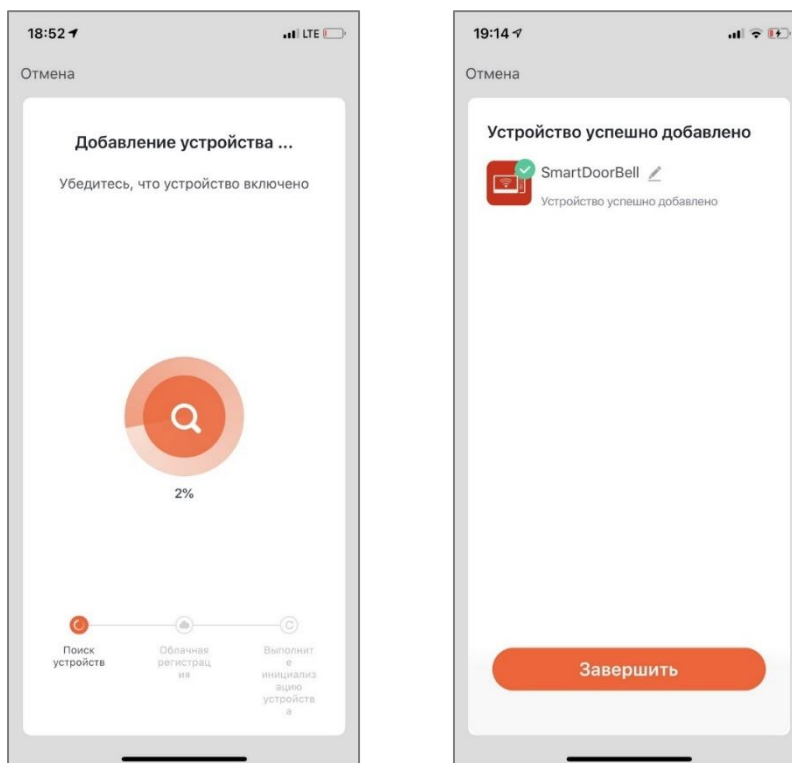 18:52
LTE
Отмена
Добавление устройства ...
Убедитесь, что устройство включено
2%
Поиск
устройств
Облачная
регистрац
ия
Выполнит
е
инициализ
ацию
устройств
а
19:14
Отмена
Устройство успешно добавлено
SmartDoorBell
Устройство успешно добавлено
Завершить